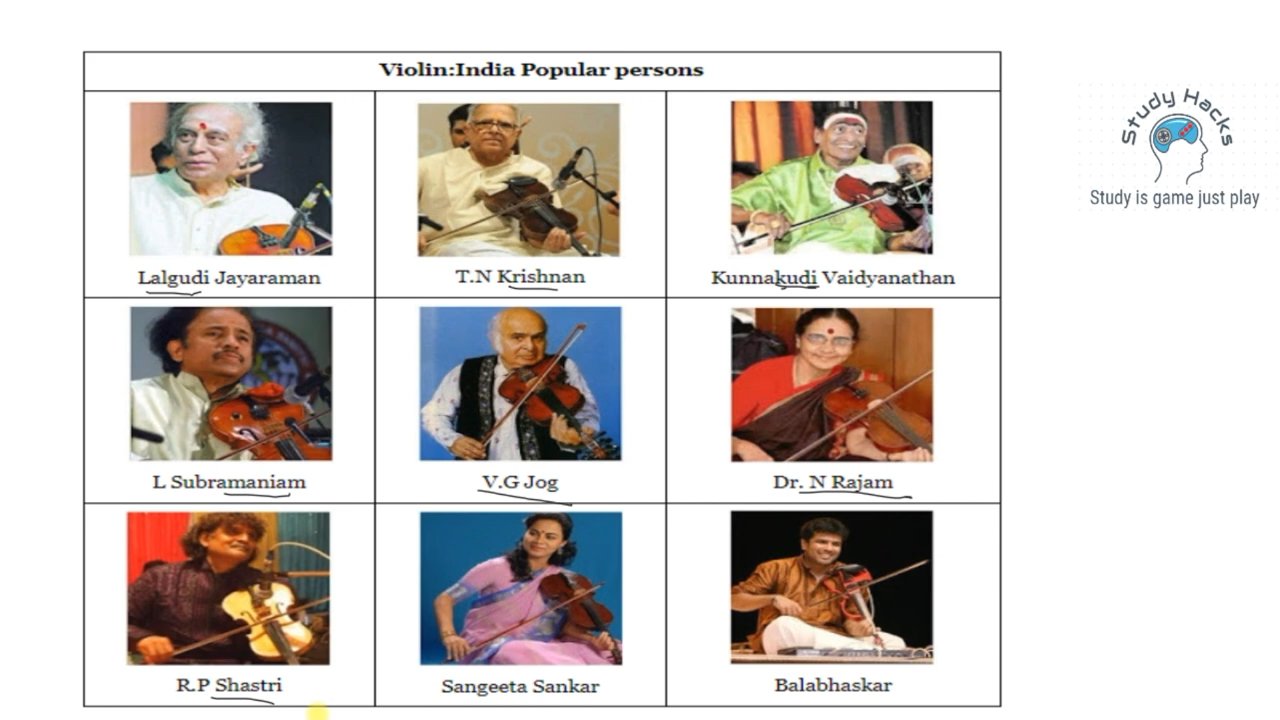 Violin:India Popular persons
Study Hacks
Study is game just play
Lalgudi Jayaraman
T.N Krishnan
Kunnakudi Vaidyanathan
L Subramaniam
V.G Jog
Dr. N Rajam
R.P Shastri
Sangeeta Sankar
Balabhaskar